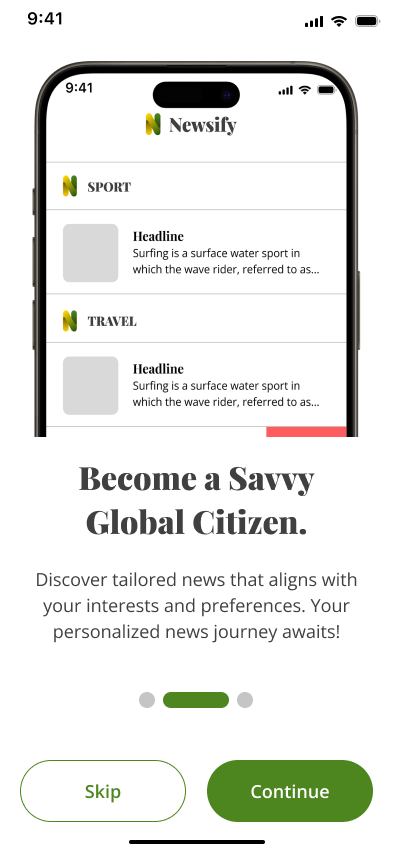 9:41
9:41
Newsify
SPORT
Headline
Surfing is a surface water sport in
which the wave rider, referred to as...
TRAVEL
Headline
Surfing is a surface water sport in
which the wave rider, referred to as...
Become a Savvy
Global Citizen.
Discover tailored news that aligns with
your interests and preferences. Your
personalized news journey awaits!
Skip
Continue